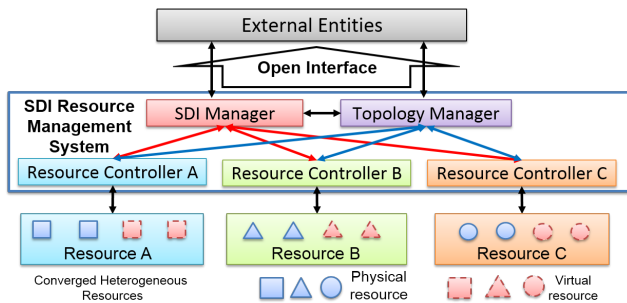 External Entities
Open Interface
SDI Resource
Management
System
SDI Manager
Topology Manager
Resource Controller A
Resource Controller B
Resource Controller C
Resource A
Resource B
Resource C
Converged Heterogeneous
Resources
Physical
resource
Virtual
resource